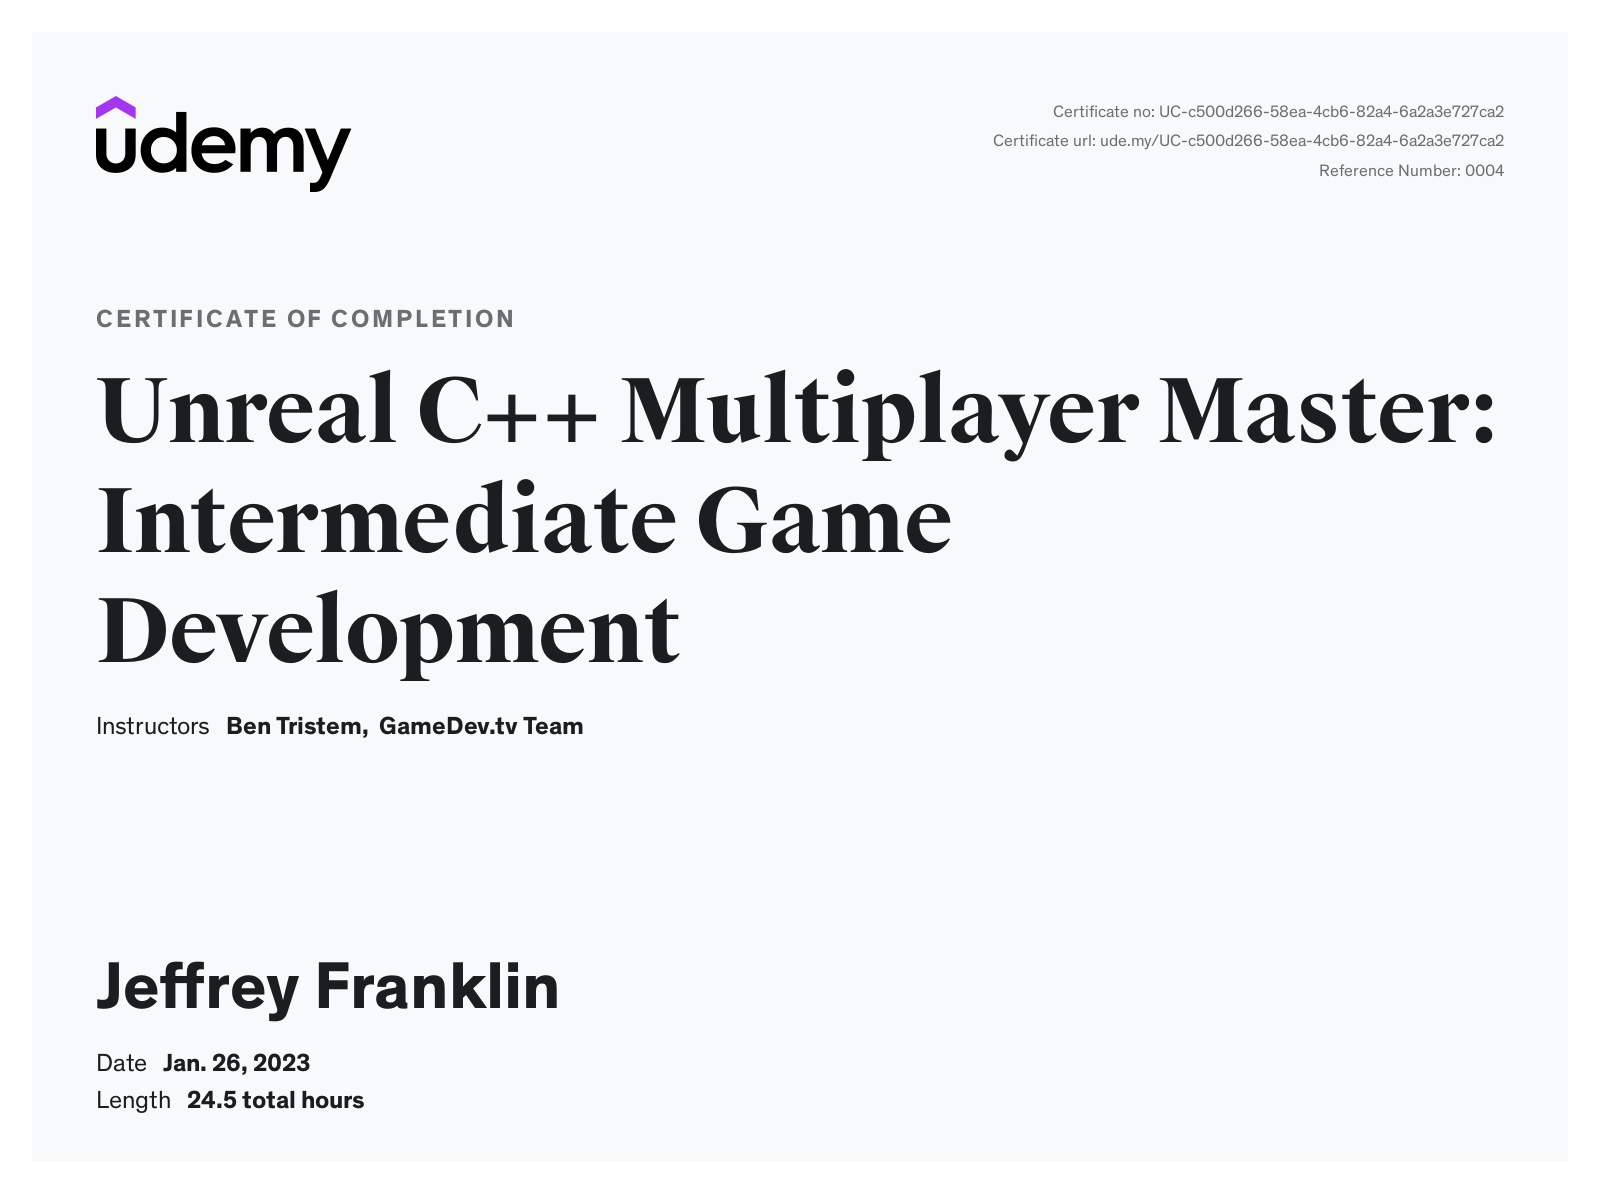 udemy
Certificate no: UC-c500d266-58ea-4cb6-82a4-6a2a3e727ca2
Certificate url: ude.my/UC-c500d266-58ea-4cb6-82a4-6a2a3e727ca2
Reference Number: 0004
CERTIFICATE OF COMPLETION
Unreal C++ Multiplayer Master:
Intermediate Game
Development
Instructors Ben Tristem, GameDev.tv Team
Jeffrey Franklin
Date Jan. 26, 2023
Length 24.5 total hours